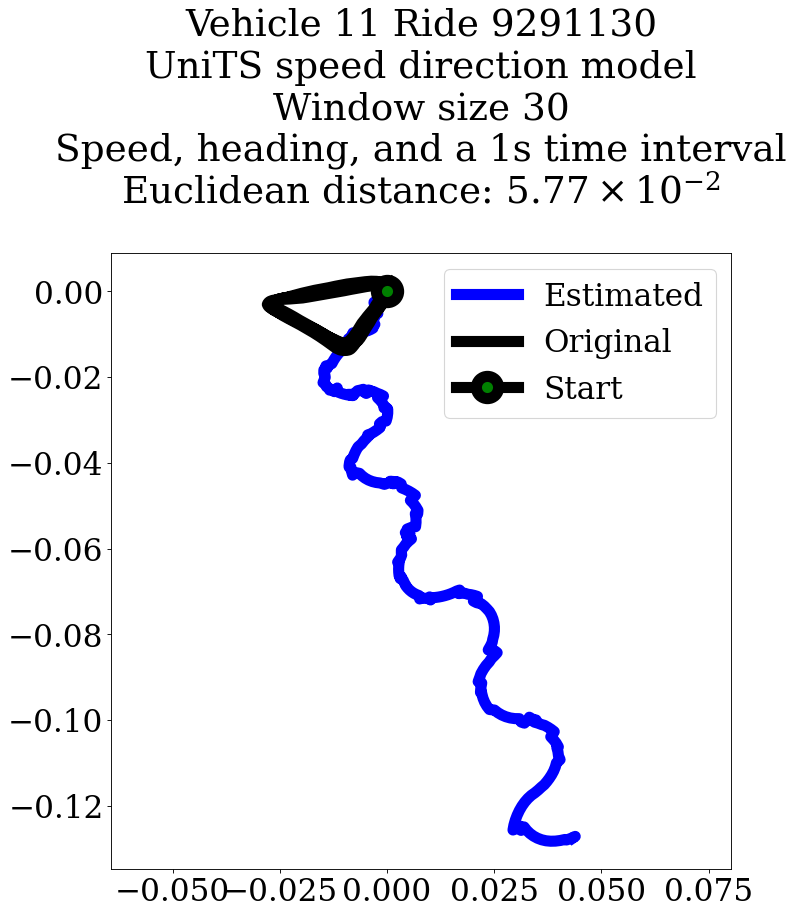 Vehicle 11 Ride 9291130
UniTS speed direction model
Window size 30
Speed, heading, and a 1s time interval
Euclidean distance: 5.77 × 10⁻²
Estimated
Original
Start
0.00
−0.02
−0.04
−0.06
−0.08
−0.10
−0.12
−0.050 −0.025 0.000 0.025 0.050 0.075